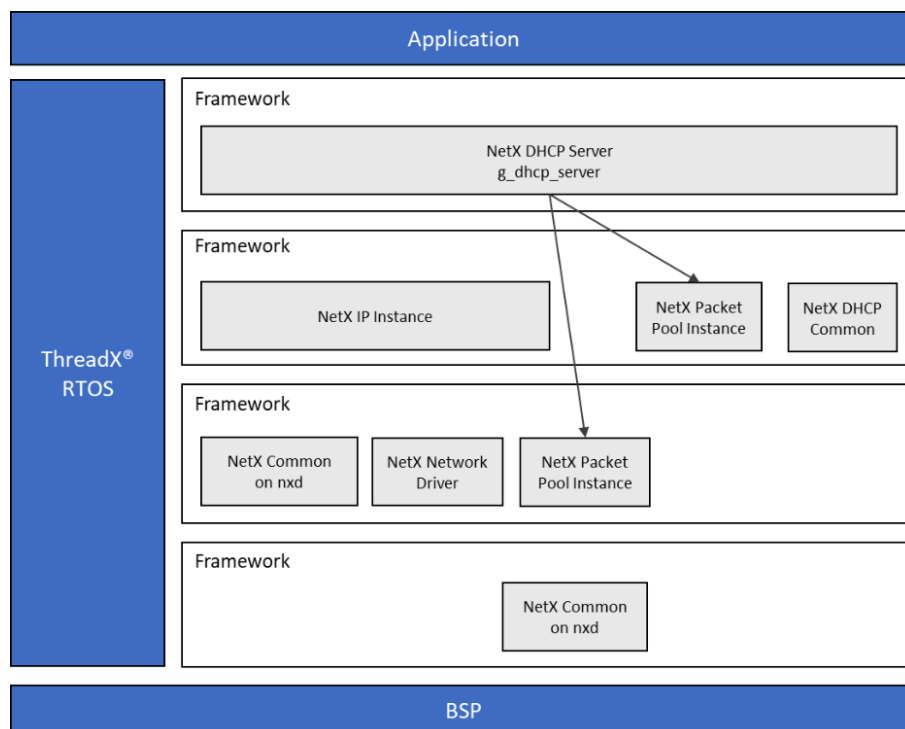 Application
ThreadX®
RTOS
Framework
NetX DHCP Server
g_dhcp_server
Framework
NetX IP Instance
NetX Packet
Pool Instance
NetX DHCP
Common
Framework
NetX Common
on nxd
NetX Network
Driver
NetX Packet
Pool Instance
Framework
NetX Common
on nxd
BSP